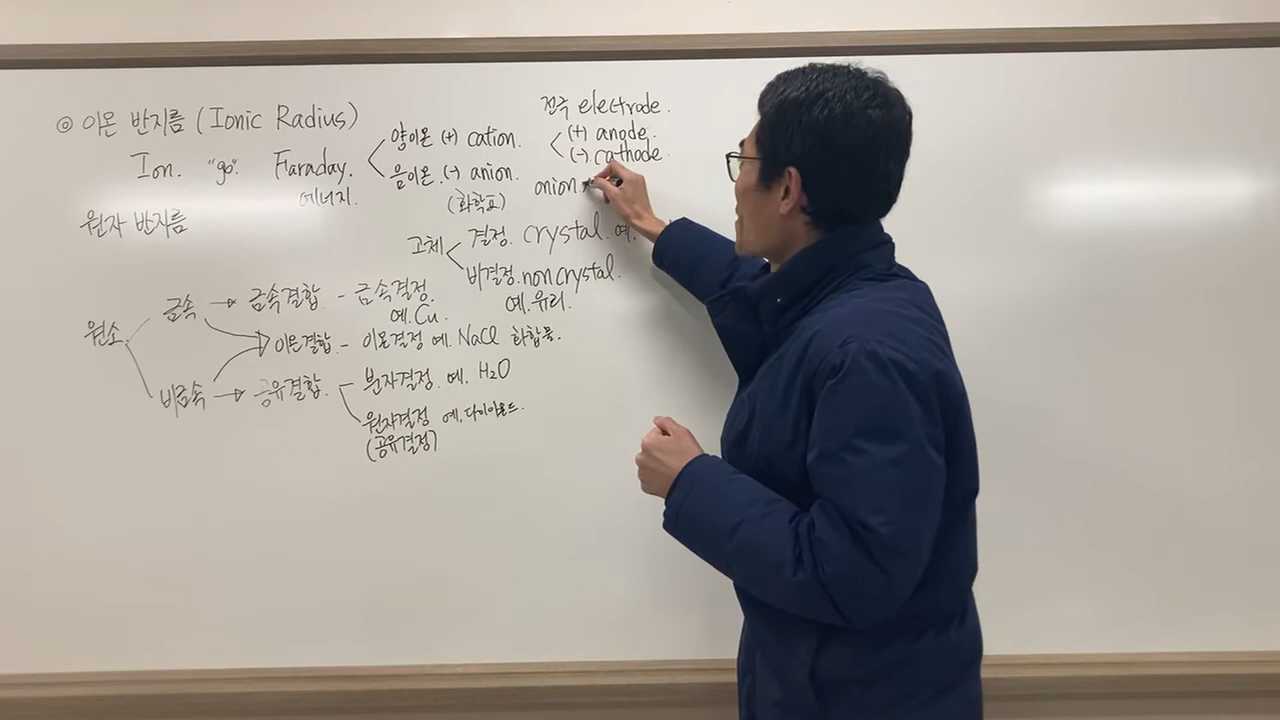 ◎ 이온 반지름 (Ionic Radius)
Ion. "go". Faraday.
에너지.
양이온 (+) cation.
음이온.(-) anion.
(화학교)
전극 electrode.
(+) anode.
(-) cathode.
onion.
원자 반지름
고체
결정. crystal. 예.
비결정.noncrystal.
예.유리.
원소.
금속 → 금속결합 - 금속결정.
예.Cu.
이온결합 - 이온결정 예. NaCl 화합물.
비금속 → 공유결합.
분자결정. 예. H2O
원자결정 예.다이아몬드.
(공유결정)